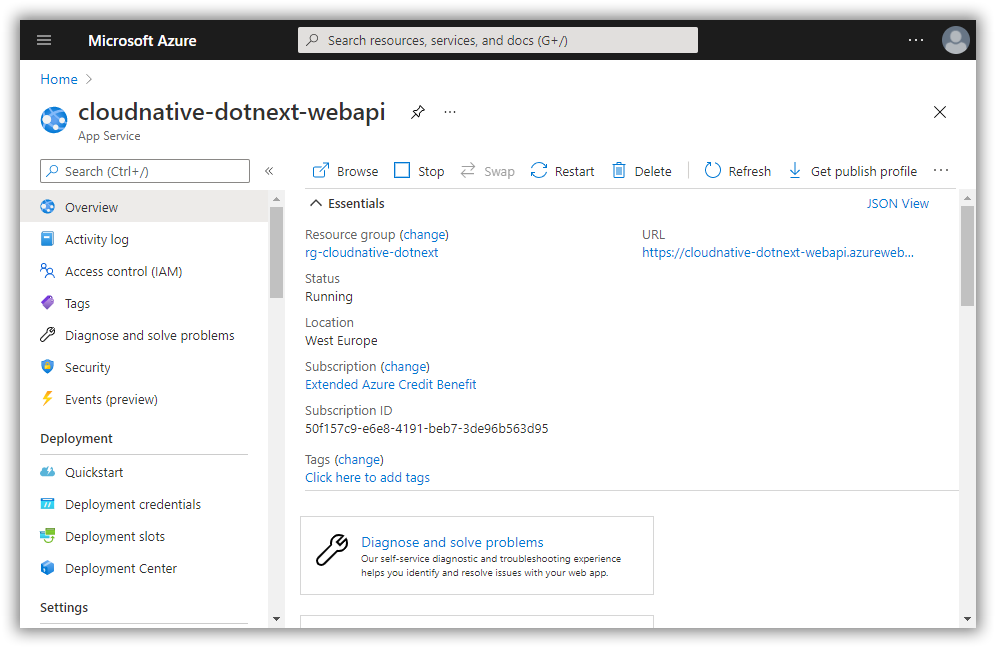 Microsoft Azure
Search resources, services, and docs (G+/)
Home
cloudnative-dotnext-webapi
App Service
Search (Ctrl+/)
Overview
Activity log
Access control (IAM)
Tags
Diagnose and solve problems
Security
Events (preview)
Deployment
Quickstart
Deployment credentials
Deployment slots
Deployment Center
Settings
Browse Stop Swap Restart Delete Refresh Get publish profile
Essentials
JSON View
Resource group (change)
rg-cloudnative-dotnext
URL
https://cloudnative-dotnext-webapi.azureweb...
Status
Running
Location
West Europe
Subscription (change)
Extended Azure Credit Benefit
Subscription ID
50f157c9-e6e8-4191-beb7-3de96b563d95
Tags (change)
Click here to add tags
Diagnose and solve problems
Our self-service diagnostic and troubleshooting experience
helps you identify and resolve issues with your web app.